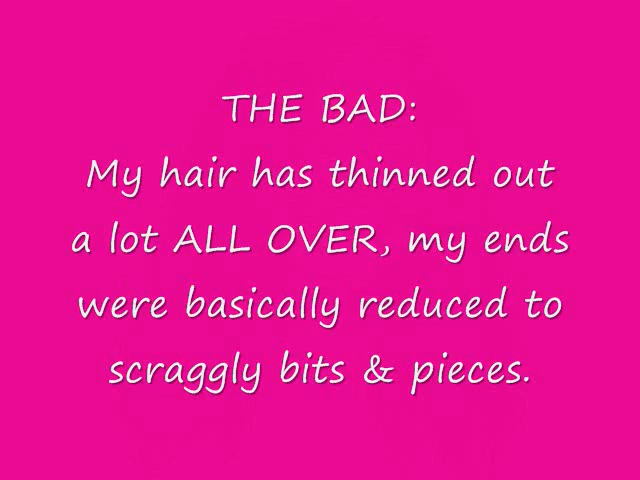 THE BAD:
My hair has thinned out
a lot ALL OVER, my ends
were basically reduced to
scraggly bits & pieces.